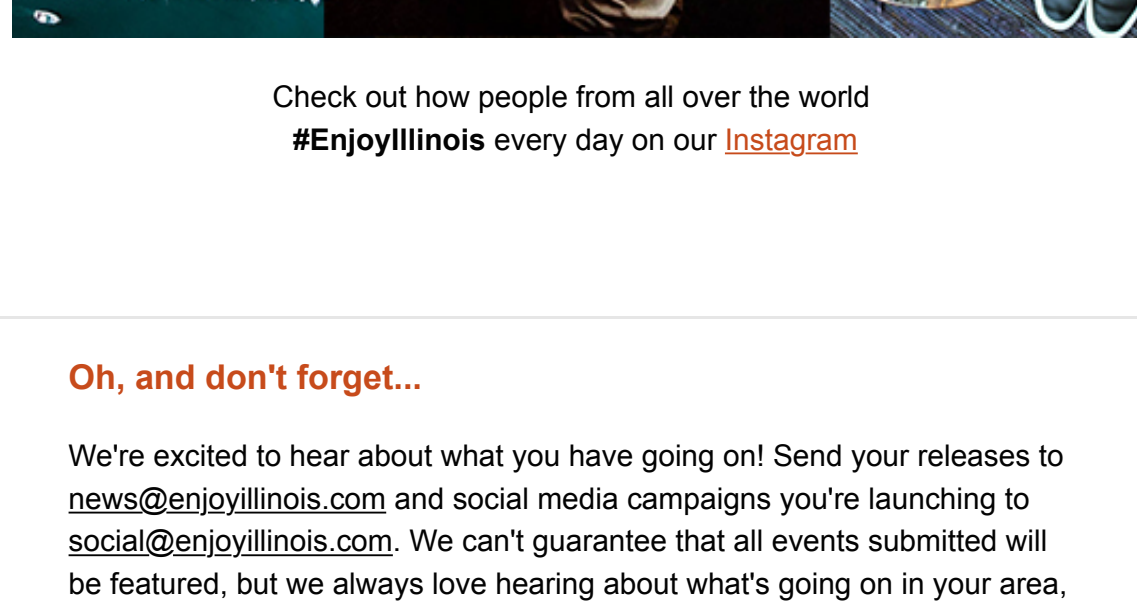 Check out how people from all over the world
#EnjoyIllinois every day on our Instagram
Oh, and don't forget...
We're excited to hear about what you have going on! Send your releases to
news@enjoyillinois.com and social media campaigns you're launching to
social@enjoyillinois.com. We can't guarantee that all events submitted will
be featured, but we always love hearing about what's going on in your area,